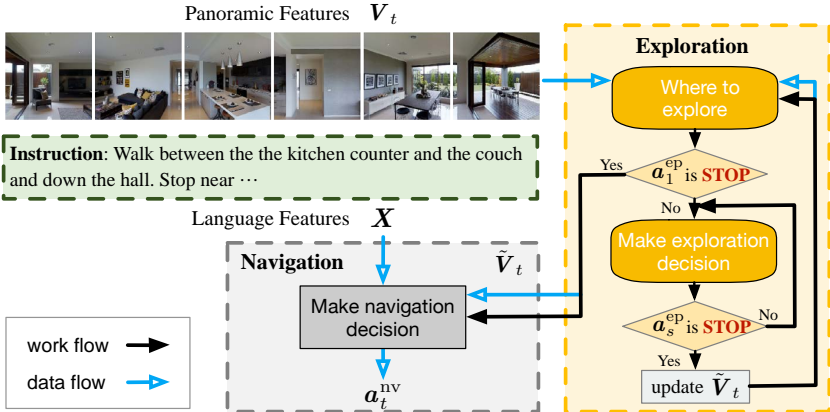 Panoramic Features V_t
Instruction: Walk between the the kitchen counter and the couch
and down the hall. Stop near ⋯
Language Features X
Navigation
Ṽ_t
Make navigation
decision
a_t^nv
work flow
data flow
Exploration
Where to
explore
Yes
a_1^ep is STOP
No
Make exploration
decision
a_s^ep is STOP
No
Yes
update Ṽ_t